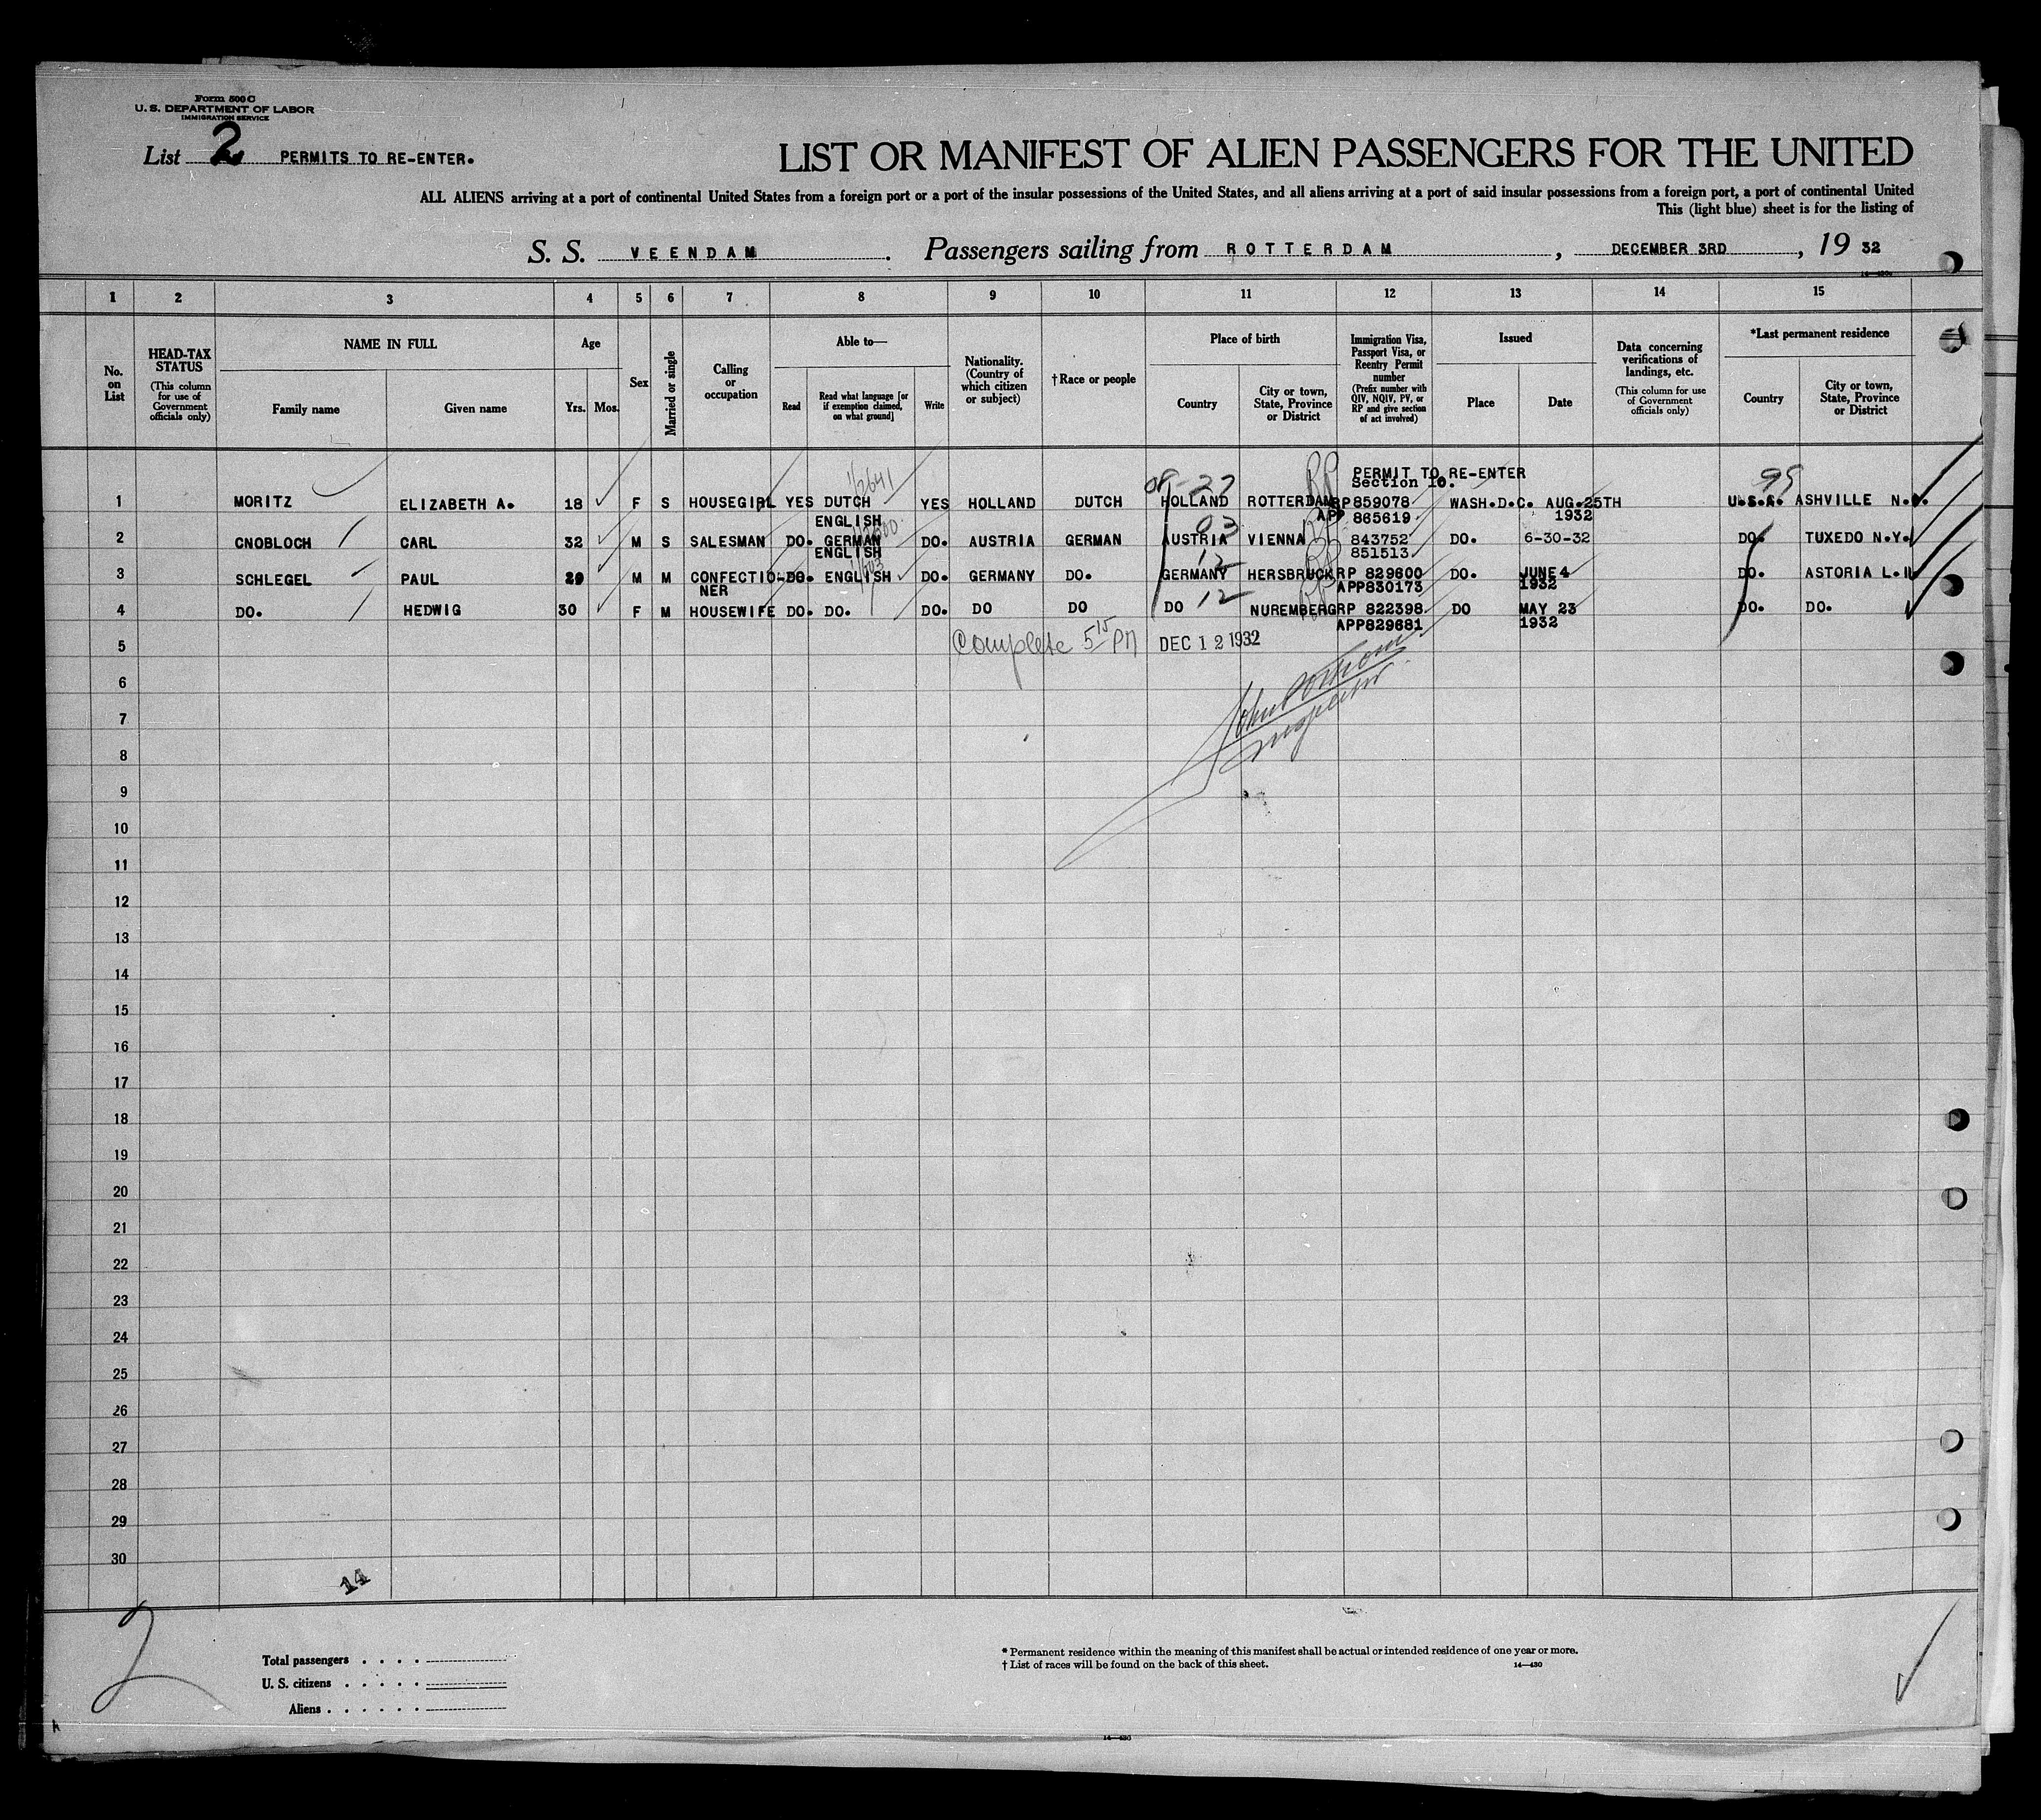 Form 500 C
U. S. DEPARTMENT OF LABOR
IMMIGRATION SERVICE
List 2 PERMITS TO RE-ENTER.
LIST OR MANIFEST OF ALIEN PASSENGERS FOR THE UNITED
ALL ALIENS arriving at a port of continental United States from a foreign port or a port of the insular possessions of the United States, and all aliens arriving at a port of said insular possessions from a foreign port, a port of continental United
This (light blue) sheet is for the listing of
S. S. VEENDAM. Passengers sailing from ROTTERDAM, DECEMBER 3RD, 19 32
1 2 3 4 5 6 7 8 9 10 11 12 13 14 15
No. on List
HEAD-TAX STATUS (This column for use of Government officials only)
NAME IN FULL
Family name Given name
Age
Yrs. Mos.
Sex
Married or single
Calling or occupation
Able to—
Read
Read what language [or if exemption claimed, on what ground]
Write
Nationality. (Country of which citizen or subject)
†Race or people
Place of birth
Country
City or town, State, Province or District
Immigration Visa, Passport Visa, or Reentry Permit number (Prefix number with QIV, NQIV, PV, or RP and give section of act involved)
Issued
Place Date
Data concerning verifications of landings, etc. (This column for use of Government officials only)
*Last permanent residence
Country
City or town, State, Province or District
PERMIT TO RE-ENTER
Section 10.
99
1 MORITZ ELIZABETH A. 18 F S HOUSEGIRL YES DUTCH YES HOLLAND DUTCH HOLLAND ROTTERDAM RP 859078 WASH.D.C. AUG.25TH U.S.A. ASHVILLE N.C.
ENGLISH APP 865619 1932
03
2 CNOBLOCH CARL 32 M S SALESMAN DO. GERMAN DO. AUSTRIA GERMAN AUSTRIA VIENNA 843752 DO. 6-30-32 DO. TUXEDO N.Y.
ENGLISH 851513
12
3 SCHLEGEL PAUL 29 M M CONFECTIO- DO. ENGLISH DO. GERMANY DO. GERMANY HERSBRUCK RP 829600 DO. JUNE 4 DO. ASTORIA L.I.
NER APP830173 1932
12
4 DO. HEDWIG 30 F M HOUSEWIFE DO. DO. DO. DO DO DO NUREMBERG RP 822398 DO MAY 23 DO. DO.
APP829681 1932
5 Complete 5 15 PM DEC 12 1932
6
7
Inspector
8
9
10
11
12
13
14
15
16
17
18
19
20
21
22
23
24
25
26
27
28
29
30
14
2
Total passengers
U. S. citizens
Aliens
* Permanent residence within the meaning of this manifest shall be actual or intended residence of one year or more.
† List of races will be found on the back of this sheet. 14—430
14—430